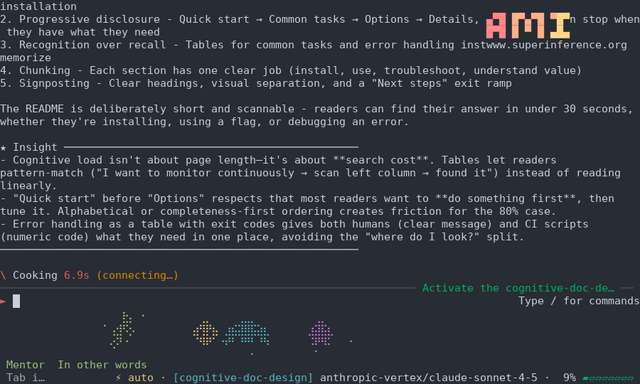 installation
2. Progressive disclosure - Quick start → Common tasks → Options → Details, n stop when
they have what they need
3. Recognition over recall - Tables for common tasks and error handling inst
www.superinference.org
memorize
4. Chunking - Each section has one clear job (install, use, troubleshoot, understand value)
5. Signposting - Clear headings, visual separation, and a "Next steps" exit ramp
The README is deliberately short and scannable - readers can find their answer in under 30 seconds,
whether they're installing, using a flag, or debugging an error.
★ Insight
- Cognitive load isn't about page length—it's about **search cost**. Tables let readers
pattern-match ("I want to monitor continuously → scan left column → found it") instead of reading
linearly.
- "Quick start" before "Options" respects that most readers want to **do something first**, then
tune it. Alphabetical or completeness-first ordering creates friction for the 80% case.
- Error handling as a table with exit codes gives both humans (clear message) and CI scripts
(numeric code) what they need in one place, avoiding the "where do I look?" split.
\ Cooking 6.9s (connecting…)
Activate the cognitive-doc-de…
► Type / for commands
Mentor In other words
Tab i… ⚡ auto · [cognitive-doc-design] anthropic-vertex/claude-sonnet-4-5 · 9%